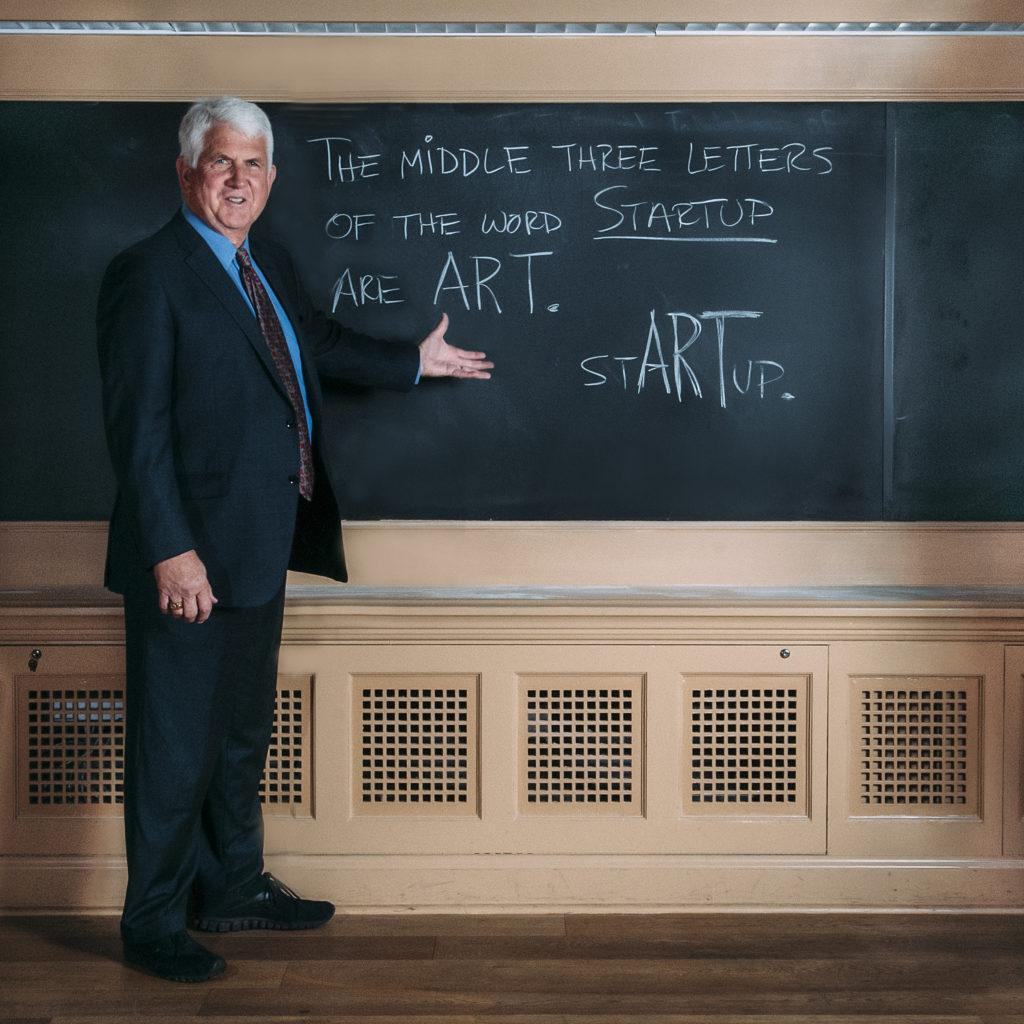 THE MIDDLE THREE LETTERS
OF THE WORD STARTUP
ARE ART.
STARTUP.